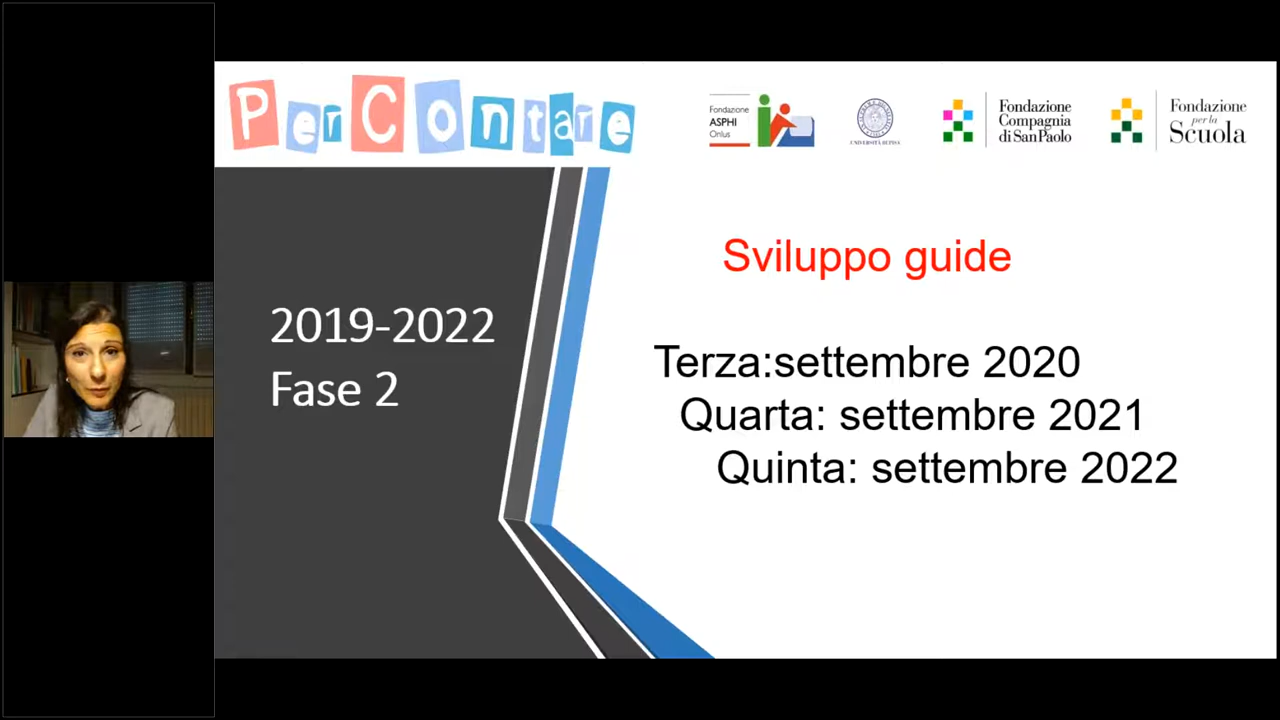 PerContare
Fondazione
ASPHI
Onlus
Fondazione
Compagnia
di San Paolo
Fondazione
per la
Scuola
Sviluppo guide
2019-2022
Fase 2
Terza:settembre 2020
Quarta: settembre 2021
Quinta: settembre 2022